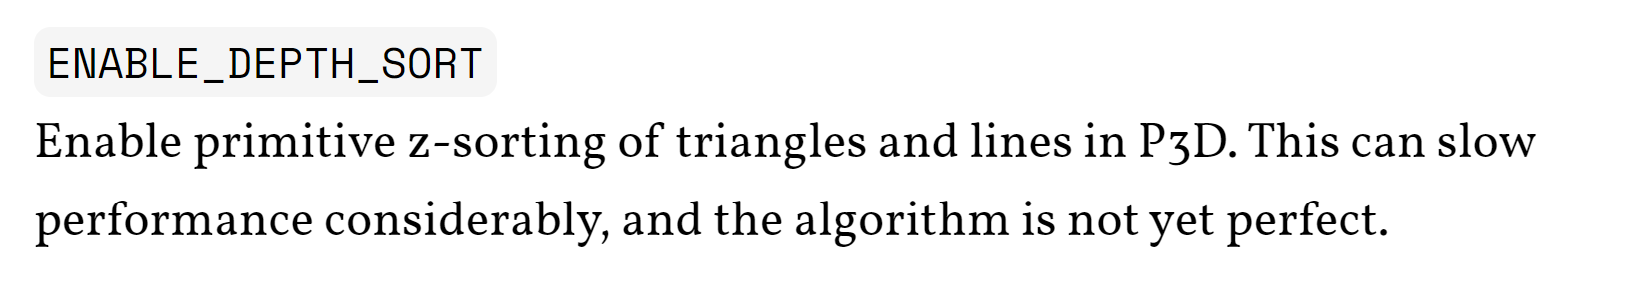 ENABLE_DEPTH_SORT
Enable primitive z-sorting of triangles and lines in P3D. This can slow
performance considerably, and the algorithm is not yet perfect.